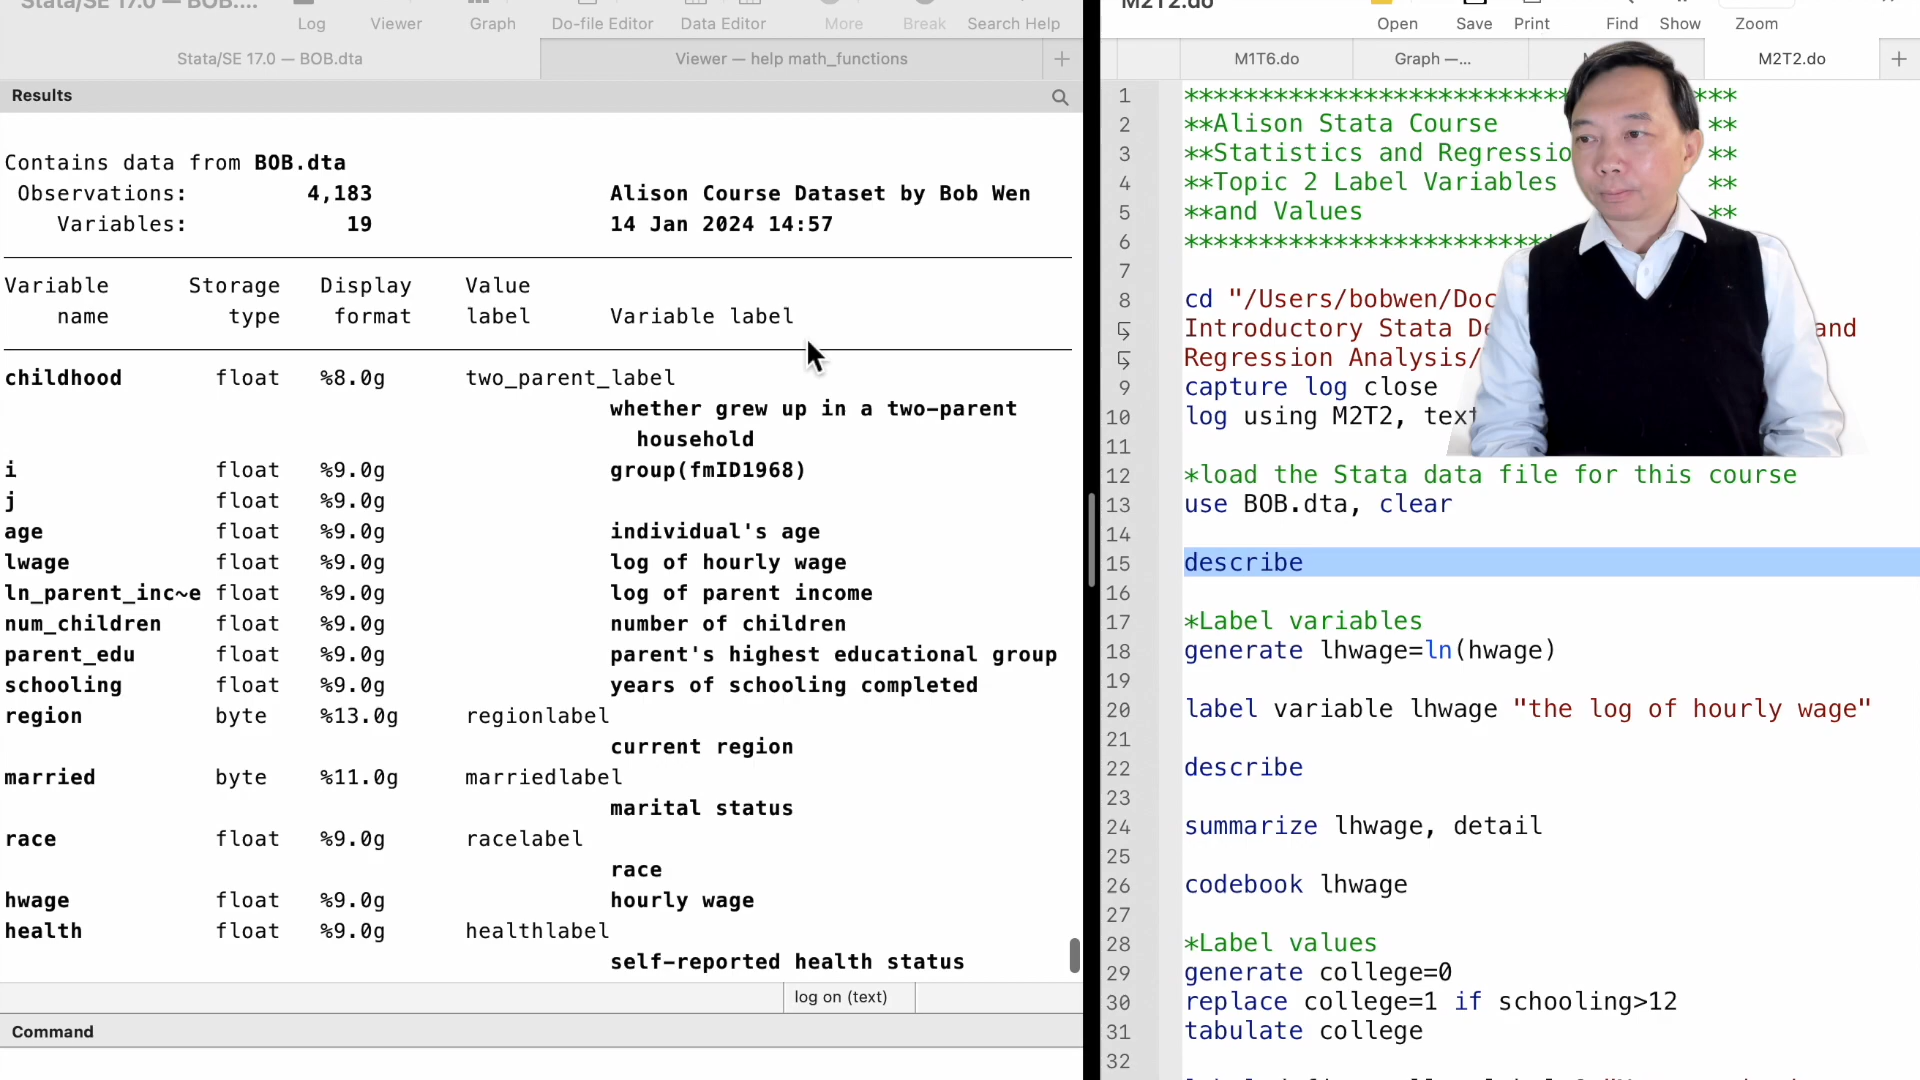 Stata/SE 17.0 — BOB....
Log Viewer Graph Do-file Editor Data Editor More Break Search Help
Stata/SE 17.0 — BOB.dta Viewer — help math_functions
Results
Contains data from BOB.dta
Observations: 4,183 Alison Course Dataset by Bob Wen
Variables: 19 14 Jan 2024 14:57
Variable Storage Display Value
name type format label Variable label
childhood float %8.0g two_parent_label
whether grew up in a two-parent
household
i float %9.0g group(fmID1968)
j float %9.0g
age float %9.0g individual's age
lwage float %9.0g log of hourly wage
ln_parent_inc~e float %9.0g log of parent income
num_children float %9.0g number of children
parent_edu float %9.0g parent's highest educational group
schooling float %9.0g years of schooling completed
region byte %13.0g regionlabel
current region
married byte %11.0g marriedlabel
marital status
race float %9.0g racelabel
race
hwage float %9.0g hourly wage
health float %9.0g healthlabel
self-reported health status
log on (text)
Command
M2T2.do
Open Save Print Find Show Zoom
M1T6.do Graph —... M2T2.do
1 ***
2 **Alison Stata Course **
3 **Statistics and Regressio **
4 **Topic 2 Label Variables **
5 **and Values **
6
7
8 cd "/Users/bobwen/Doc
Introductory Stata De and
Regression Analysis/
9 capture log close
10 log using M2T2, text
11
12 *load the Stata data file for this course
13 use BOB.dta, clear
14
15 describe
16
17 *Label variables
18 generate lhwage=ln(hwage)
19
20 label variable lhwage "the log of hourly wage"
21
22 describe
23
24 summarize lhwage, detail
25
26 codebook lhwage
27
28 *Label values
29 generate college=0
30 replace college=1 if schooling>12
31 tabulate college
32